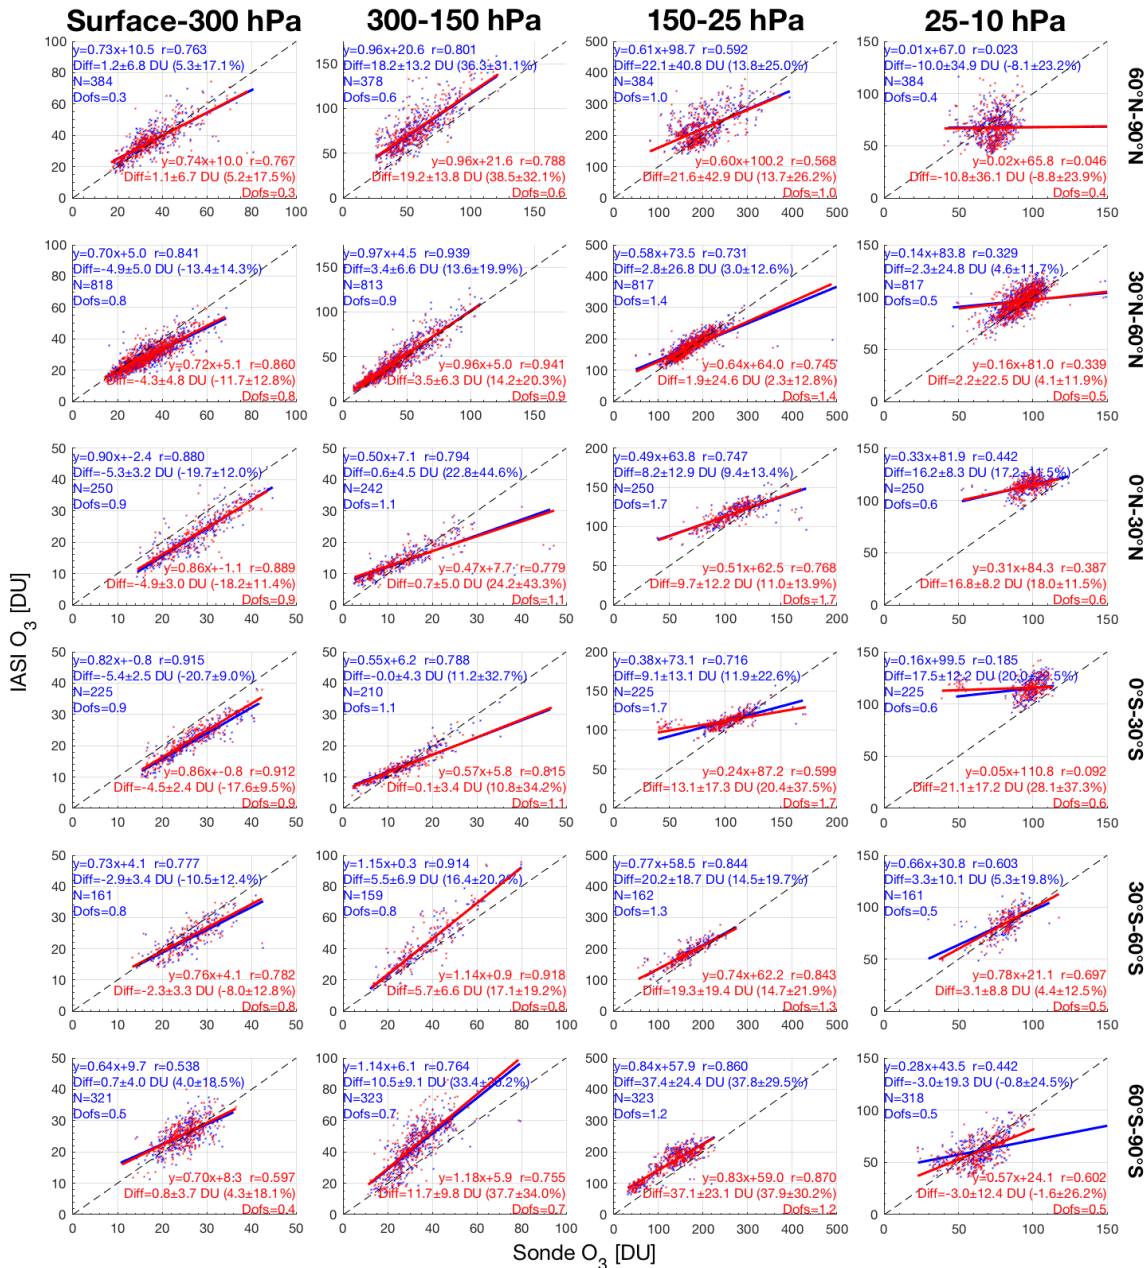 Surface-300 hPa
300-150 hPa
150-25 hPa
25-10 hPa
y=0.73x+10.5 r=0.763
Diff=1.2±6.8 DU (5.3±17.1%)
N=384
Dofs=0.3
y=0.74x+10.0 r=0.767
Diff=1.1±6.7 DU (5.2±17.5%)
Dofs=0.3
y=0.96x+20.6 r=0.801
Diff=18.2±13.2 DU (36.3±31.1%)
N=378
Dofs=0.6
y=0.96x+21.6 r=0.788
Diff=19.2±13.8 DU (38.5±32.1%)
Dofs=0.6
y=0.61x+98.7 r=0.592
Diff=22.1±40.8 DU (13.8±25.0%)
N=384
Dofs=1.0
y=0.60x+100.2 r=0.568
Diff=21.6±42.9 DU (13.7±26.2%)
Dofs=1.0
y=0.01x+67.0 r=0.023
Diff=-10.0±34.9 DU (-8.1±23.2%)
N=384
Dofs=0.4
y=0.02x+65.8 r=0.046
Diff=-10.8±36.1 DU (-8.8±23.9%)
Dofs=0.4
60°N-90°N
y=0.70x+5.0 r=0.841
Diff=-4.9±5.0 DU (-13.4±14.3%)
N=818
Dofs=0.8
y=0.72x+5.1 r=0.860
Diff=-4.3±4.8 DU (-11.7±12.8%)
Dofs=0.8
y=0.97x+4.5 r=0.939
Diff=3.4±6.6 DU (13.6±19.9%)
N=813
Dofs=0.9
y=0.96x+5.0 r=0.941
Diff=3.5±6.3 DU (14.2±20.3%)
Dofs=0.9
y=0.58x+73.5 r=0.731
Diff=2.8±26.8 DU (3.0±12.6%)
N=817
Dofs=1.4
y=0.64x+64.0 r=0.745
Diff=1.9±24.6 DU (2.3±12.8%)
Dofs=1.4
y=0.14x+83.8 r=0.329
Diff=2.3±24.8 DU (4.6±11.7%)
N=817
Dofs=0.5
y=0.16x+81.0 r=0.339
Diff=2.2±22.5 DU (4.1±11.9%)
Dofs=0.5
30°N-60°N
y=0.90x+-2.4 r=0.880
Diff=-5.3±3.2 DU (-19.7±12.0%)
N=250
Dofs=0.9
y=0.86x+-1.1 r=0.889
Diff=-4.9±3.0 DU (-18.2±11.4%)
Dofs=0.9
y=0.50x+7.1 r=0.794
Diff=0.6±4.5 DU (22.8±44.6%)
N=242
Dofs=1.1
y=0.47x+7.7 r=0.779
Diff=0.7±5.0 DU (24.2±43.3%)
Dofs=1.1
y=0.49x+63.8 r=0.747
Diff=8.2±12.9 DU (9.4±13.4%)
N=250
Dofs=1.7
y=0.51x+62.5 r=0.768
Diff=9.7±12.2 DU (11.0±13.9%)
Dofs=1.7
y=0.33x+81.9 r=0.442
Diff=16.2±8.3 DU
N=250
Dofs=0.6
y=0.31x+84.3 r=0.387
Diff=16.8±8.2 DU (18.0±11.5%)
Dofs=0.6
0°N-30°N
y=0.82x+-0.8 r=0.915
Diff=-5.4±2.5 DU (-20.7±9.0%)
N=225
Dofs=0.9
y=0.86x+-0.8 r=0.912
Diff=-4.5±2.4 DU (-17.6±9.5%)
Dofs=0.9
y=0.55x+6.2 r=0.788
Diff=-0.0±4.3 DU (11.2±32.7%)
N=210
Dofs=1.1
y=0.57x+5.8 r=0.815
Diff=0.1±3.4 DU (10.8±34.2%)
Dofs=1.1
y=0.38x+73.1 r=0.716
Diff=9.1±13.1 DU (11.9±22.6%)
N=225
Dofs=1.7
y=0.24x+87.2 r=0.599
Diff=13.1±17.3 DU (20.4±37.5%)
Dofs=1.7
y=0.16x+99.5 r=0.185
Diff=17.5±12.2 DU
N=225
Dofs=0.6
y=0.05x+110.8 r=0.092
Diff=21.1±17.2 DU (28.1±37.3%)
Dofs=0.6
0°S-30°S
y=0.73x+4.1 r=0.777
Diff=-2.9±3.4 DU (-10.5±12.4%)
N=161
Dofs=0.8
y=0.76x+4.1 r=0.782
Diff=-2.3±3.3 DU (-8.0±12.8%)
Dofs=0.8
y=1.15x+0.3 r=0.914
Diff=5.5±6.9 DU
N=159
Dofs=0.8
y=1.14x+0.9 r=0.918
Diff=5.7±6.6 DU (17.1±19.2%)
Dofs=0.8
y=0.77x+58.5 r=0.844
Diff=20.2±18.7 DU (14.5±19.7%)
N=162
Dofs=1.3
y=0.74x+62.2 r=0.843
Diff=19.3±19.4 DU (14.7±21.9%)
Dofs=1.3
y=0.66x+30.8 r=0.603
Diff=3.3±10.1 DU (5.3±19.8%)
N=161
Dofs=0.5
y=0.78x+21.1 r=0.697
Diff=3.1±8.8 DU (4.4±12.5%)
Dofs=0.5
30°S-60°S
y=0.64x+9.7 r=0.538
Diff=0.7±4.0 DU (4.0±18.5%)
N=321
Dofs=0.5
y=0.70x+8.3 r=0.597
Diff=0.8±3.7 DU (4.3±18.1%)
Dofs=0.4
y=1.14x+6.1 r=0.764
Diff=10.5±9.1 DU
N=323
Dofs=0.7
y=1.18x+5.9 r=0.755
Diff=11.7±9.8 DU (37.7±34.0%)
Dofs=0.7
y=0.84x+57.9 r=0.860
Diff=37.4±24.4 DU (37.8±29.5%)
N=323
Dofs=1.2
y=0.83x+59.0 r=0.870
Diff=37.1±23.1 DU (37.9±30.2%)
Dofs=1.2
y=0.28x+43.5 r=0.442
Diff=-3.0±19.3 DU (-0.8±24.5%)
N=318
Dofs=0.5
y=0.57x+24.1 r=0.602
Diff=-3.0±12.4 DU (-1.6±26.2%)
Dofs=0.5
60°S-90°S
IASI O3 [DU]
Sonde O3 [DU]